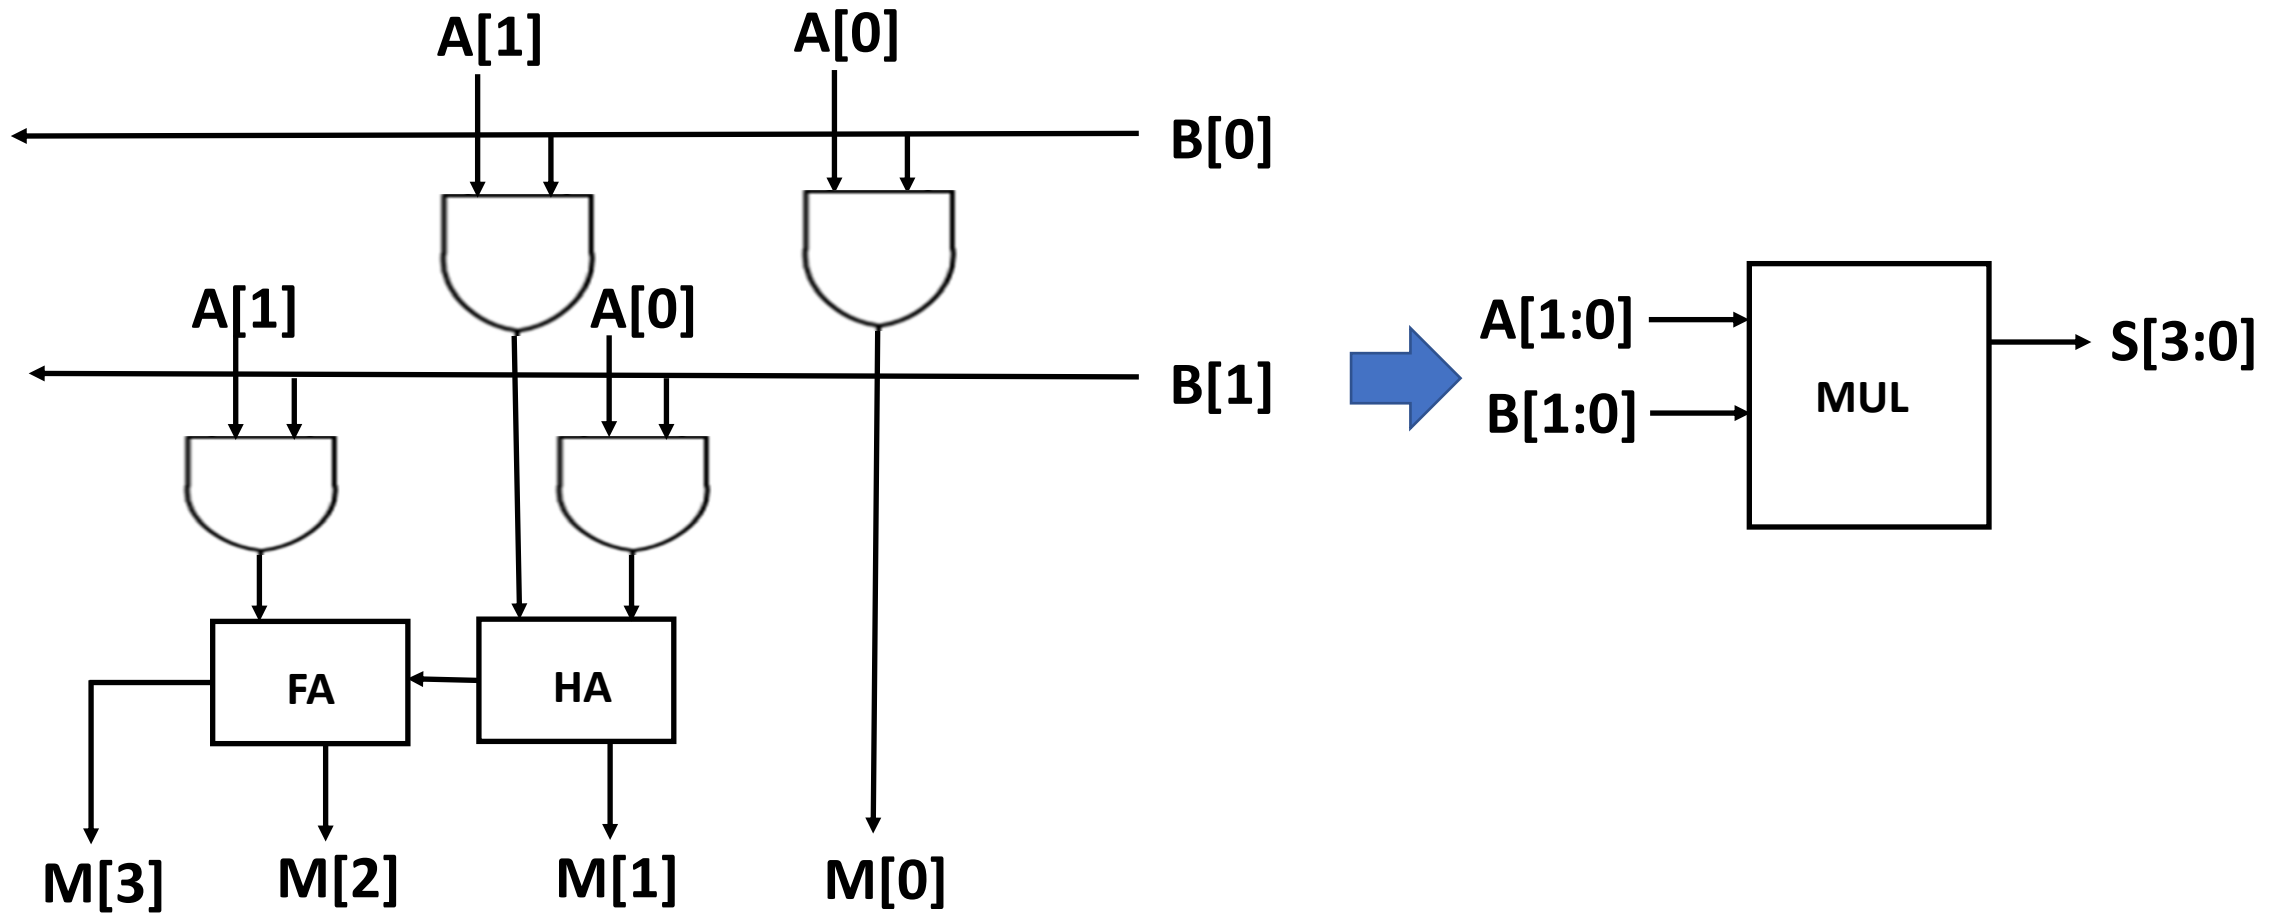 A[1]
A[0]
B[0]
A[1]
A[0]
B[1]
FA
HA
M[3]
M[2]
M[1]
M[0]
A[1:0]
B[1:0]
MUL
S[3:0]